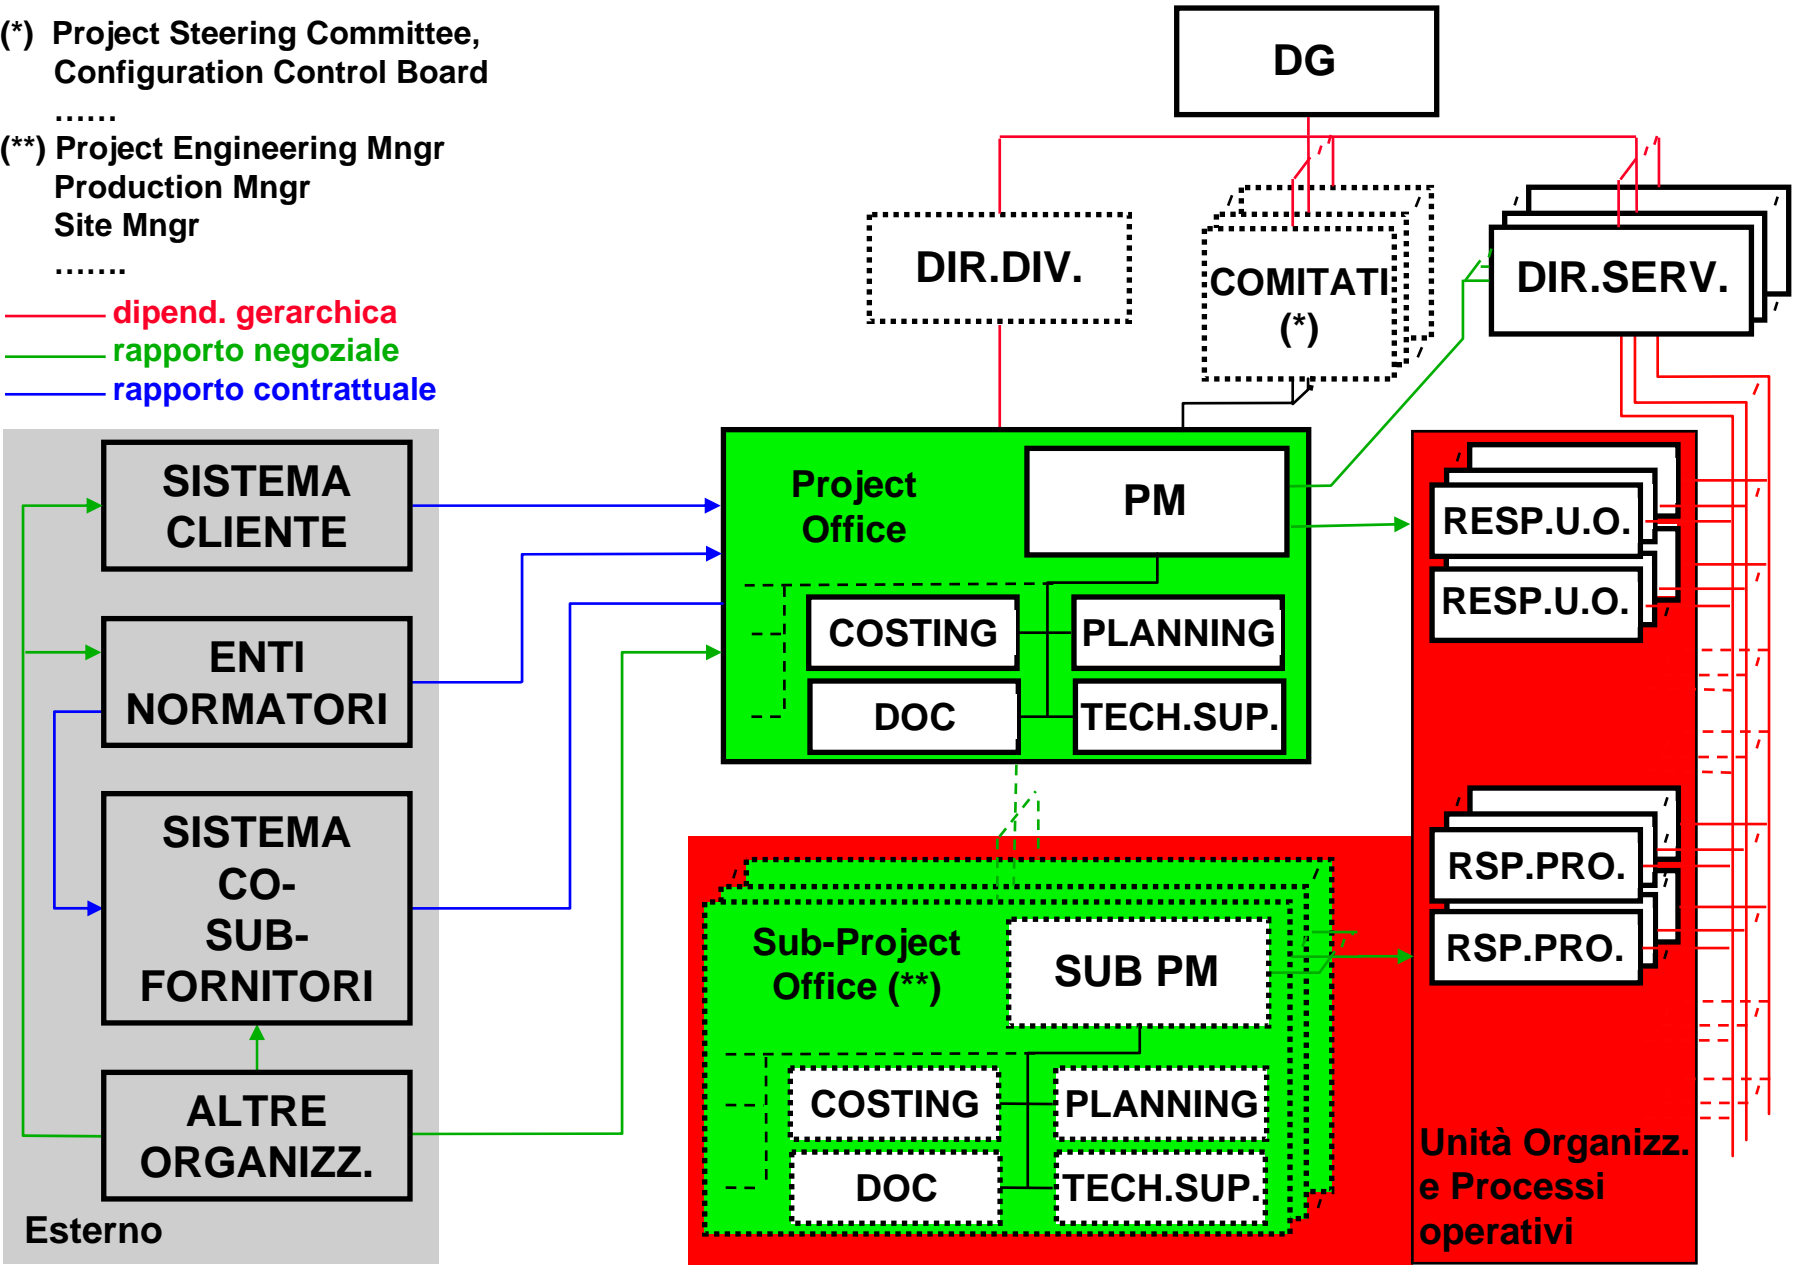 (*) Project Steering Committee,
Configuration Control Board
......
(**) Project Engineering Mngr
Production Mngr
Site Mngr
.......
dipend. gerarchica
rapporto negoziale
rapporto contrattuale
DG
DIR.DIV.
COMITATI
(*)
DIR.SERV.
SISTEMA
CLIENTE
ENTI
NORMATORI
SISTEMA
CO-
SUB-
FORNITORI
ALTRE
ORGANIZZ.
Esterno
Project
Office
PM
COSTING
PLANNING
DOC
TECH.SUP.
Sub-Project
Office (**)
SUB PM
COSTING
PLANNING
DOC
TECH.SUP.
RESP.U.O.
RESP.U.O.
RSP.PRO.
RSP.PRO.
Unità Organizz.
e Processi
operativi